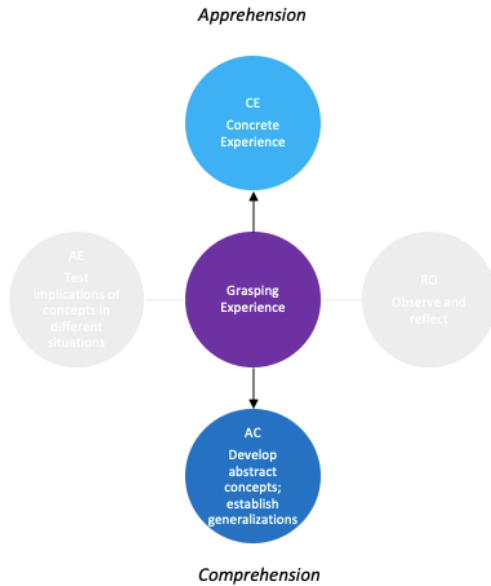 Apprehension
CE
Concrete
Experience
AE
Test
implications of
concepts in
different
situations
Grasping
Experience
RO
Observe and
reflect
AC
Develop
abstract
concepts;
establish
generalizations
Comprehension